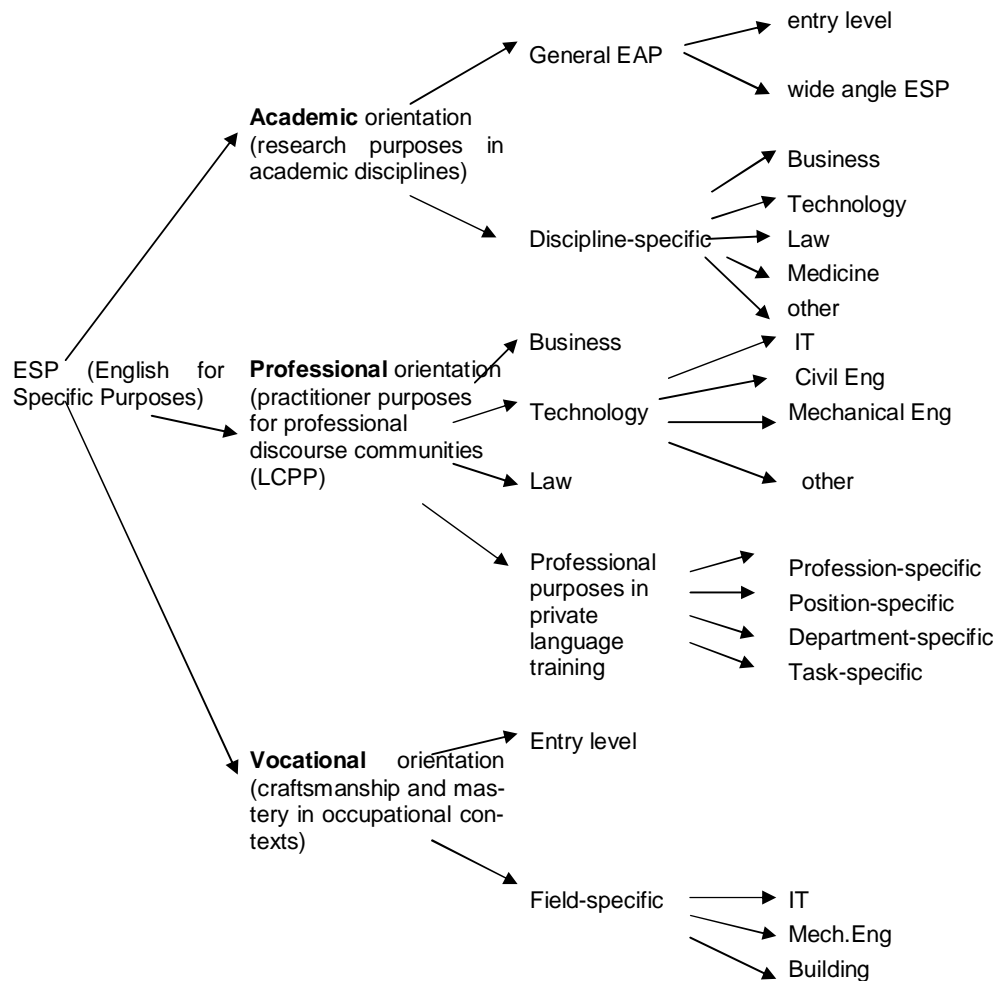 entry level
General EAP
wide angle ESP
Academic orientation
(research purposes in
academic disciplines)
Business
Technology
Discipline-specific
Law
Medicine
other
ESP (English for
Specific Purposes)
Professional orientation
(practitioner purposes
for professional
discourse communities
(LCPP)
Business
IT
Civil Eng
Technology
Mechanical Eng
other
Law
Professional
purposes in
private
language
training
Profession-specific
Position-specific
Department-specific
Task-specific
Vocational orientation
(craftsmanship and mas-
tery in occupational con-
texts)
Entry level
Field-specific
IT
Mech.Eng
Building